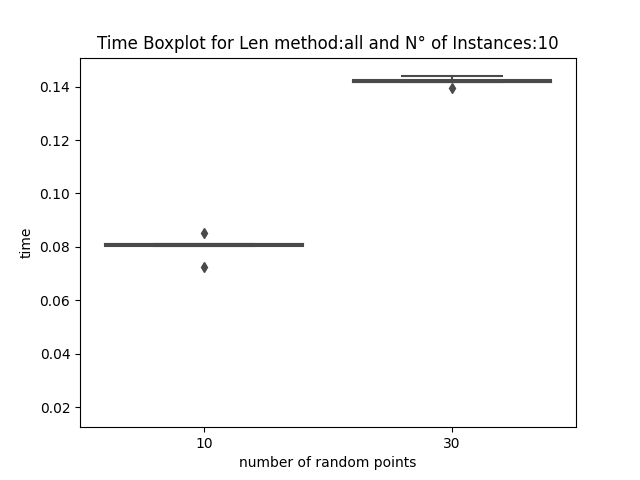 Time Boxplot for Len method:all and N° of Instances:10
0.14
0.12
0.10
0.08
0.06
0.04
0.02
time
10 30
number of random points